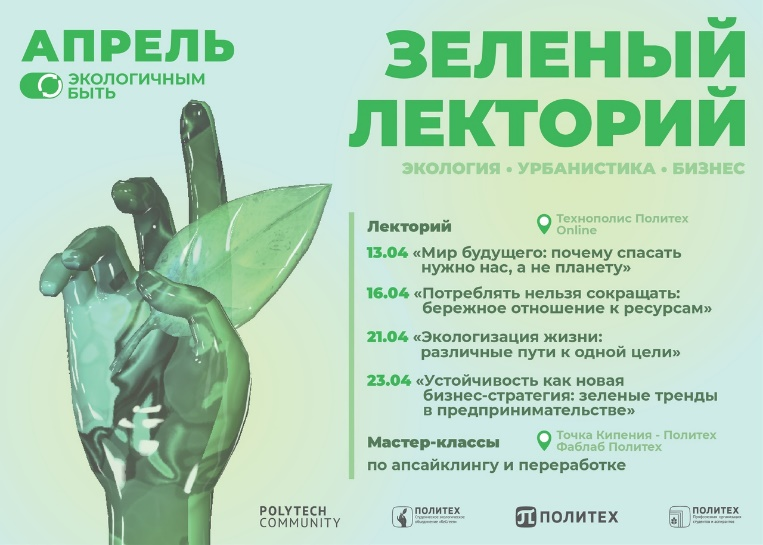 АПРЕЛЬ
ЭКОЛОГИЧНЫМ
БЫТЬ
ЗЕЛЕНЫЙ
ЛЕКТОРИЙ
ЭКОЛОГИЯ • УРБАНИСТИКА • БИЗНЕС
Лекторий
Технополис Политех
Online
13.04 «Мир будущего: почему спасать
нужно нас, а не планету»
16.04 «Потреблять нельзя сокращать:
бережное отношение к ресурсам»
21.04 «Экологизация жизни:
различные пути к одной цели»
23.04 «Устойчивость как новая
бизнес-стратегия: зеленые тренды
в предпринимательстве»
Мастер-классы
Точка Кипения - Политех
Фаблаб Политех
по апсайклингу и переработке
POLYTECH
COMMUNITY
ПОЛИТЕХ
ПОЛИТЕХ
ПОЛИТЕХ